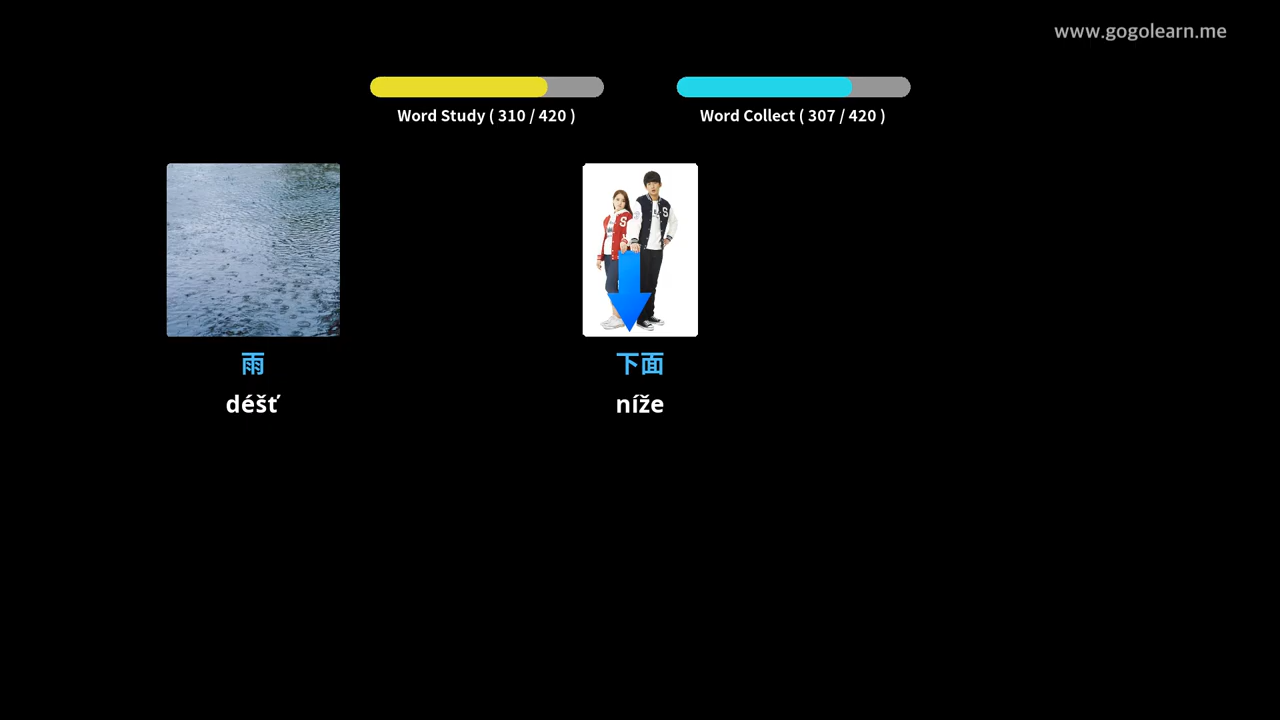 www.gogolearn.me
Word Study ( 310 / 420 )
Word Collect ( 307 / 420 )
雨
déšť
下面
níže